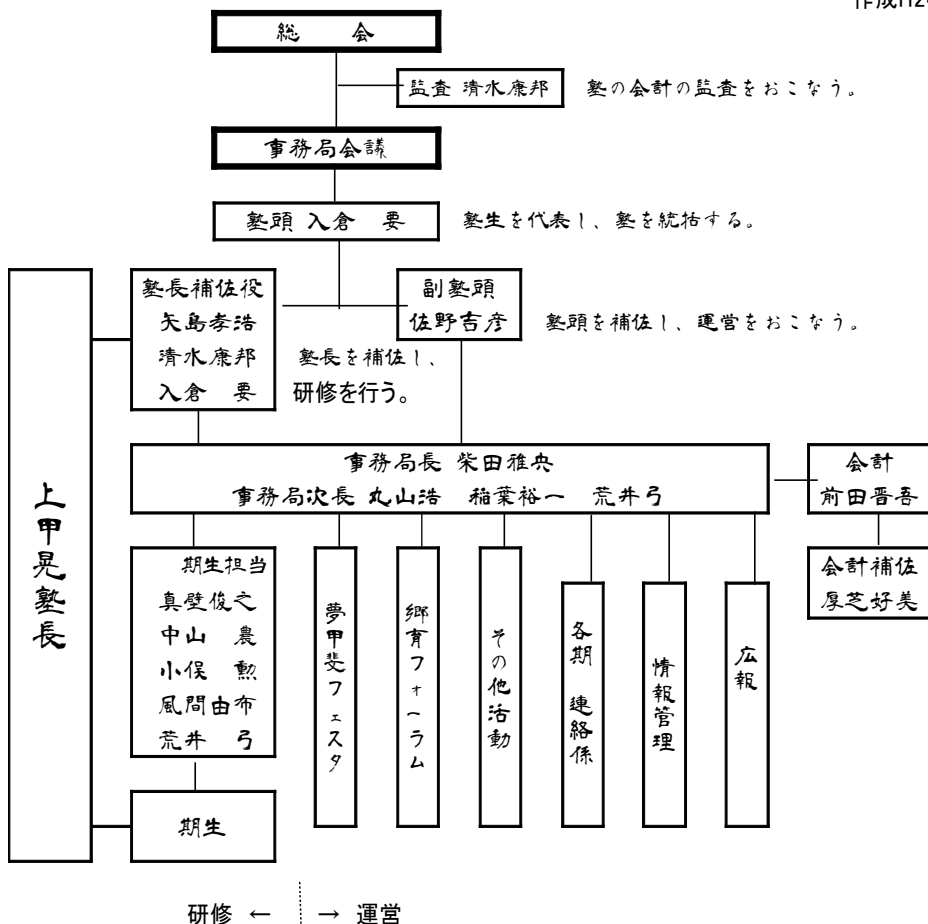 作成H2
総　会
監査 清水康邦
塾の会計の監査をおこなう。
事務局会議
塾頭 入倉　要
塾生を代表し、塾を統括する。
塾長補佐役
矢島孝浩
清水康邦
入倉　要
副塾頭
佐野吉彦
塾頭を補佐し、運営をおこなう。
塾長を補佐し、
研修を行う。
事務局長 柴田雅央
事務局次長 丸山浩　稲葉裕一　荒井弓
会計
前田晋吾
会計補佐
厚芝好美
上甲晃塾長
期生担当
真壁俊之
中山　農
小俣　勲
風間由布
荒井　弓
夢甲斐フェスタ
郷育フォーラム
その他活動
各期　連絡係
情報管理
広報
期生
研修 ←
→ 運営